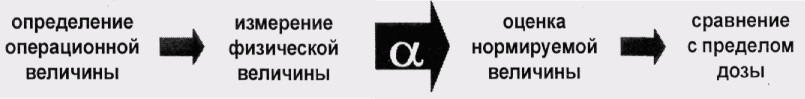 определение
операционной
величины
измерение
физической
величины
α
оценка
нормируемой
величины
сравнение
с пределом
дозы